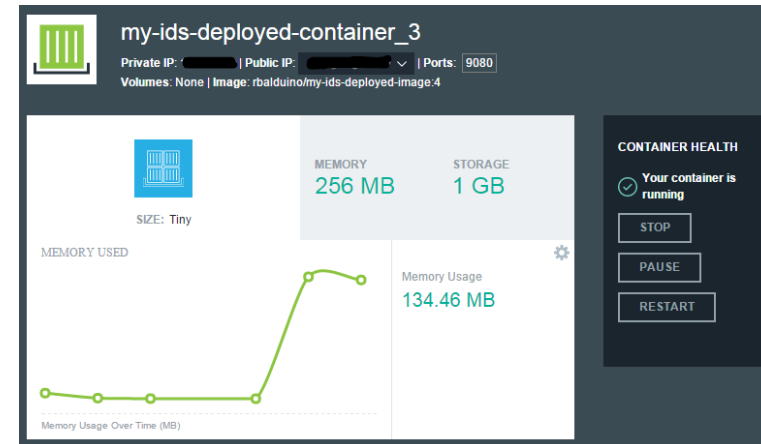 my-ids-deployed-container_3
Private IP: | Public IP: | Ports: 9080
Volumes: None | Image: rbalduino/my-ids-deployed-image:4
SIZE: Tiny
MEMORY
256 MB
STORAGE
1 GB
MEMORY USED
Memory Usage Over Time (MB)
Memory Usage
134.46 MB
CONTAINER HEALTH
Your container is
running
STOP
PAUSE
RESTART